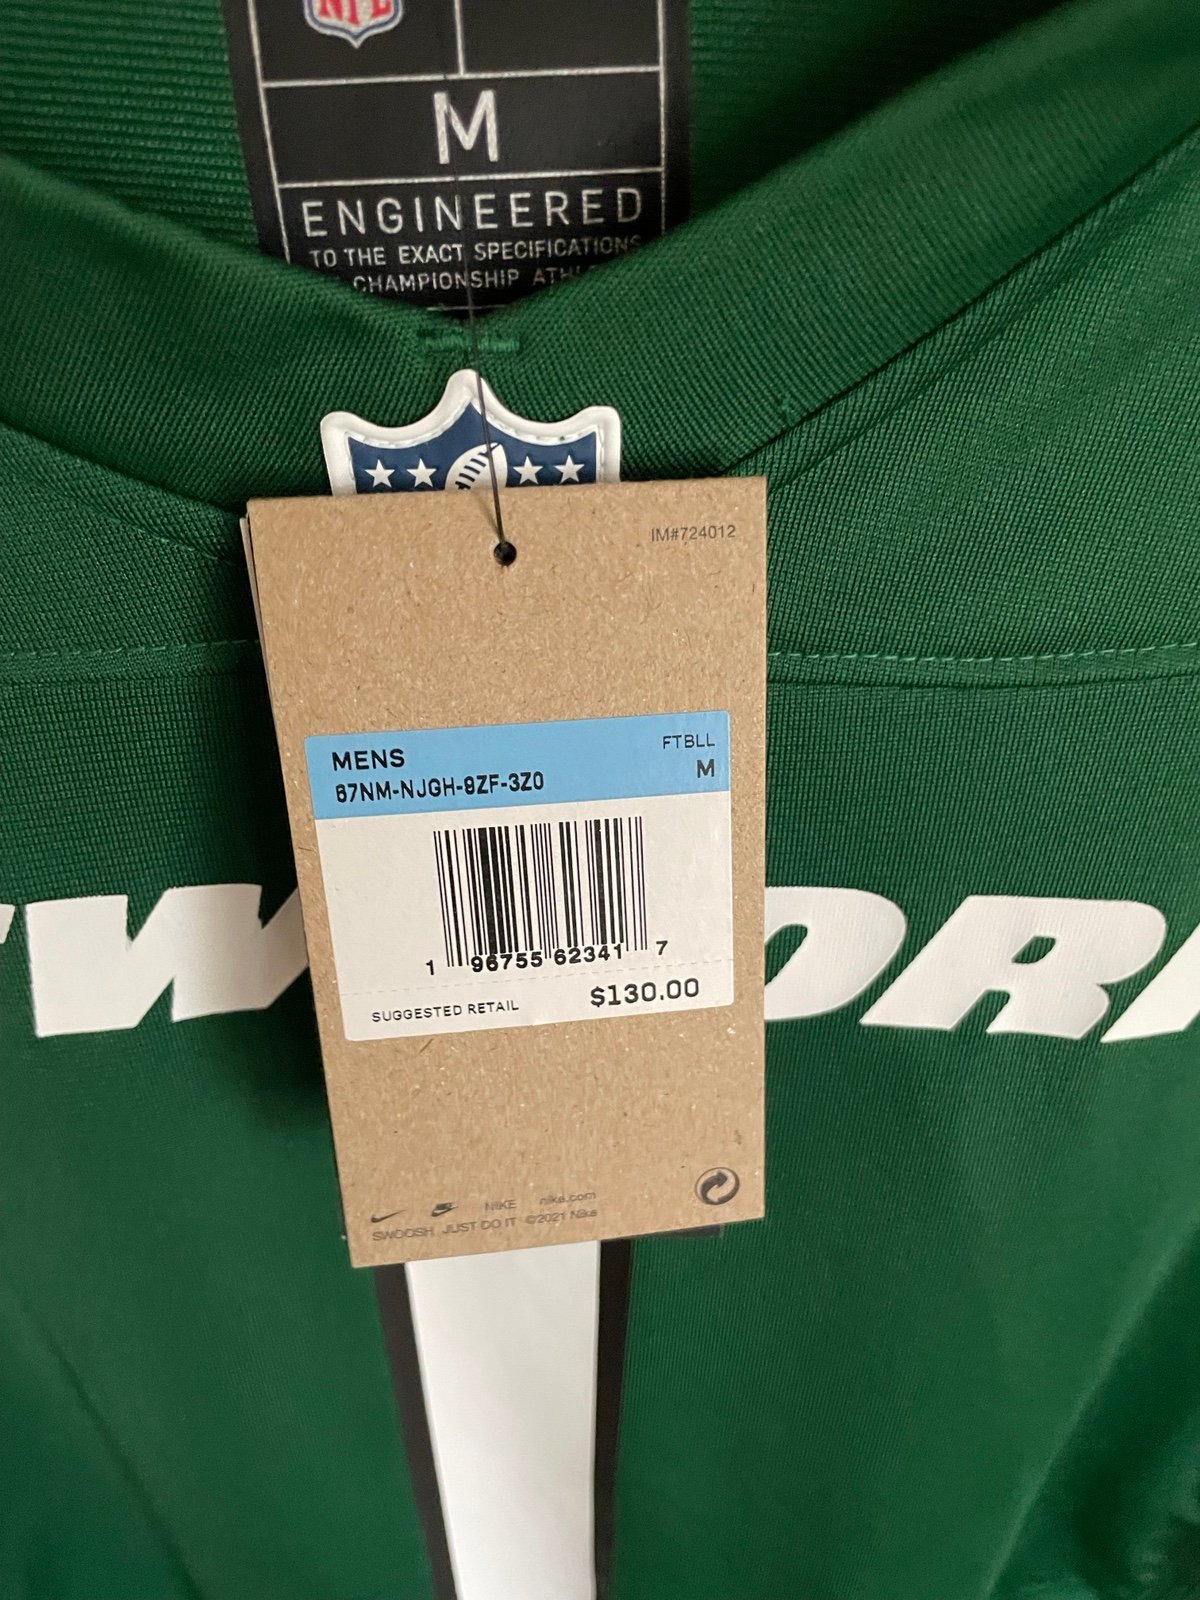 NFL
M
ENGINEERED
TO THE EXACT SPECIFICATIONS
CHAMPIONSHIP
IM#724012
MENS
FTBLL
67NM-NJGH-9ZF-3Z0
M
1 96755 62341 7
SUGGESTED RETAIL
$130.00
NIKE nike.com
SWOOSH JUST DO IT ©2021 Nike